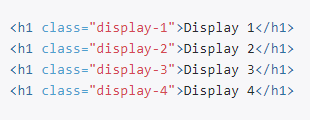 <h1 class="display-1">Display 1</h1>
<h1 class="display-2">Display 2</h1>
<h1 class="display-3">Display 3</h1>
<h1 class="display-4">Display 4</h1>